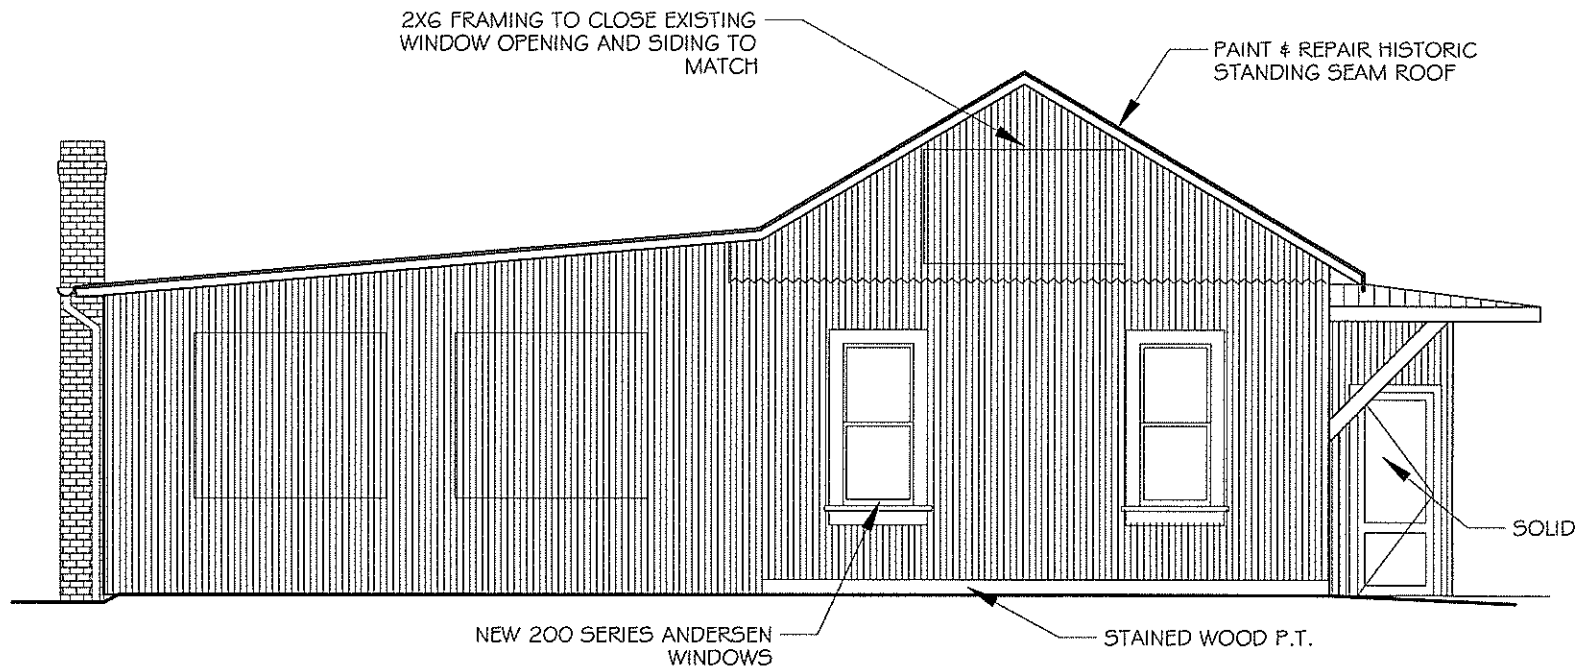 2X6 FRAMING TO CLOSE EXISTING
WINDOW OPENING AND SIDING TO
MATCH
PAINT & REPAIR HISTORIC
STANDING SEAM ROOF
SOLID
NEW 200 SERIES ANDERSEN
WINDOWS
STAINED WOOD P.T.